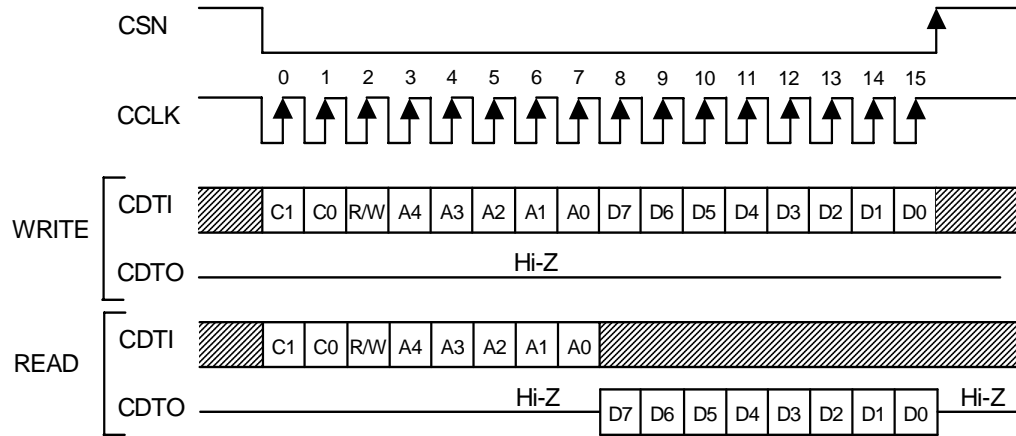 CSN
0 1 2 3 4 5 6 7 8 9 10 11 12 13 14 15
CCLK
WRITE
CDTI C1 C0 R/W A4 A3 A2 A1 A0 D7 D6 D5 D4 D3 D2 D1 D0
CDTO Hi-Z
READ
CDTI C1 C0 R/W A4 A3 A2 A1 A0
CDTO Hi-Z D7 D6 D5 D4 D3 D2 D1 D0 Hi-Z